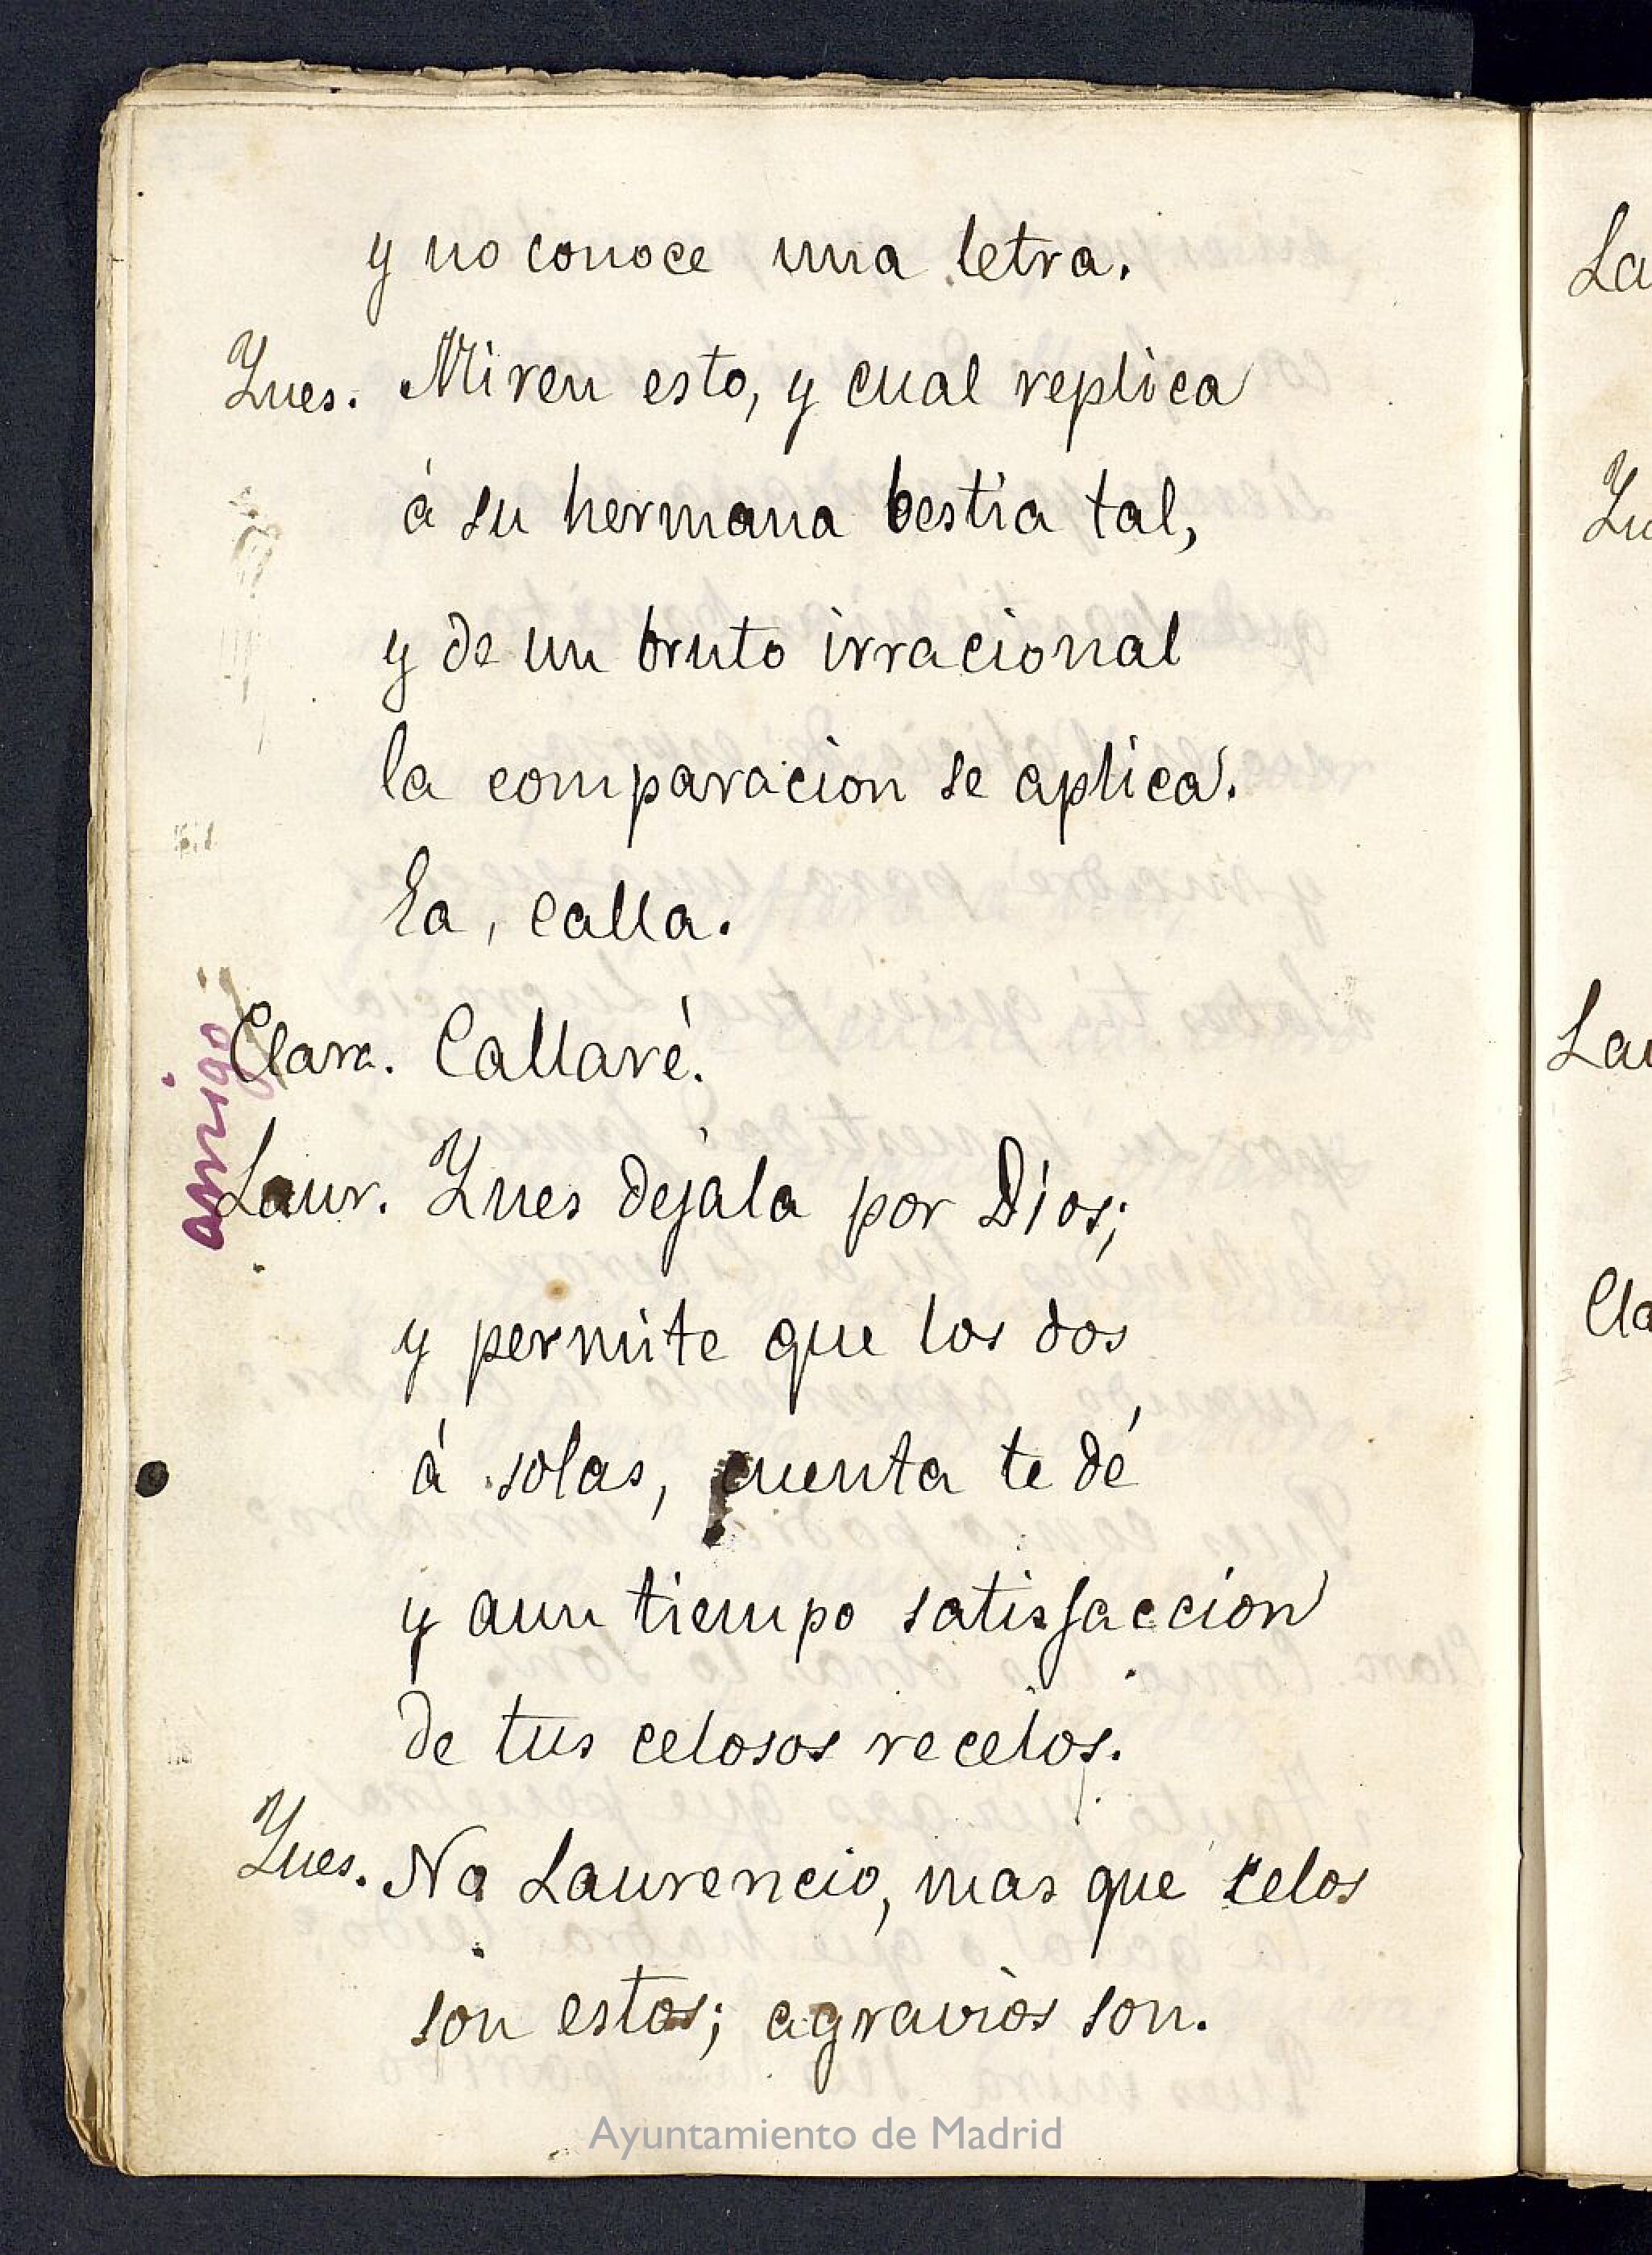 y no conoce una letra.
Ynes. Miren esto, y cual replica
á su hermana bestia tal,
y de un bruto irracional
la comparacion se aplica.
Ea, calla.
Clara. Callaré.
amigo
Laur. Ynes dejala por Dios;
y permite que los dos
á solas, cuenta te dé
y aun tiempo satisfaccion
de tus celosos recelos.
Ynes. No Laurencio, mas que celos
son estos; agravios son.
La
Yn
Lau
Cla
Ayuntamiento de Madrid